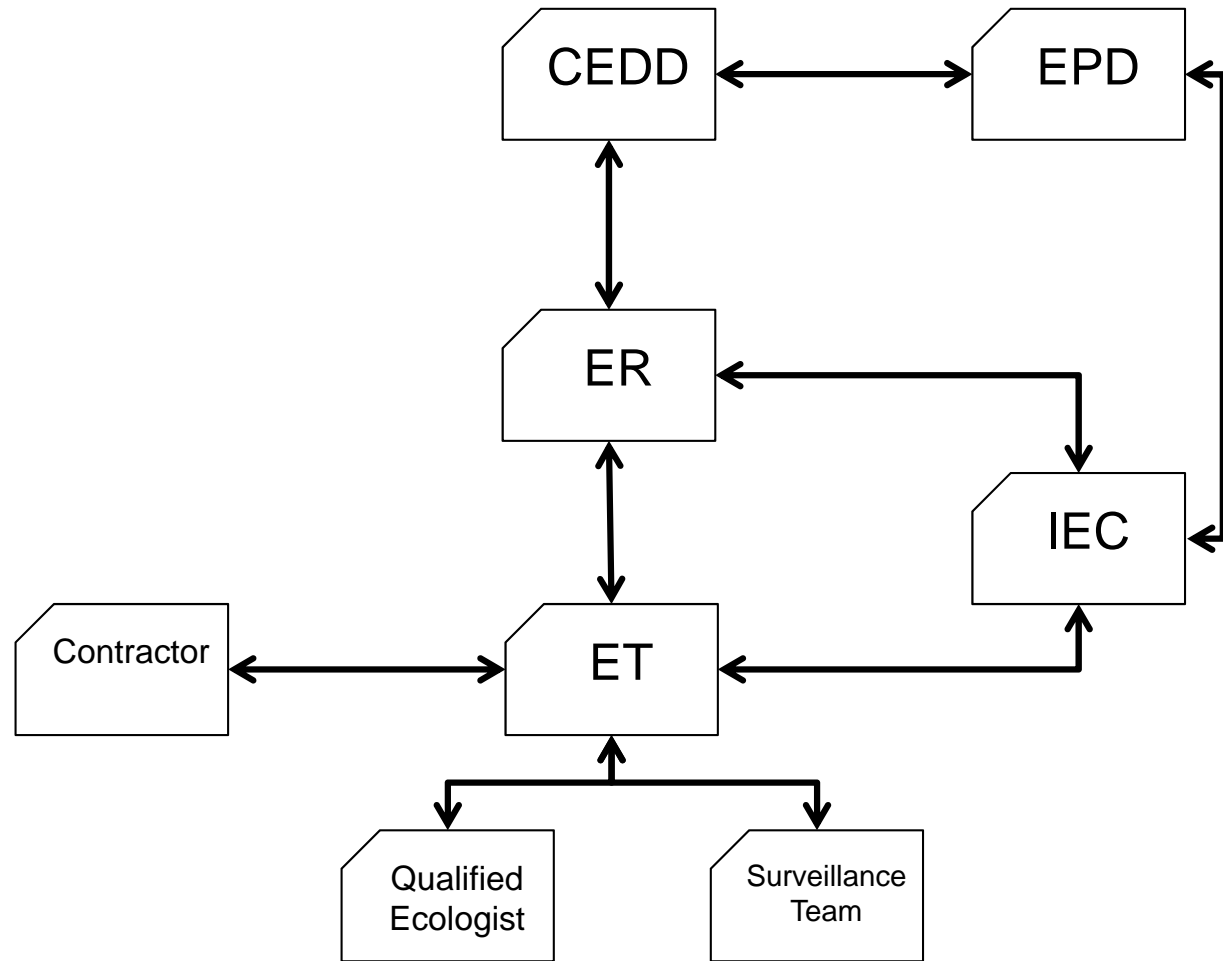 CEDD
EPD
ER
IEC
Contractor
ET
Qualified
Ecologist
Surveillance
Team